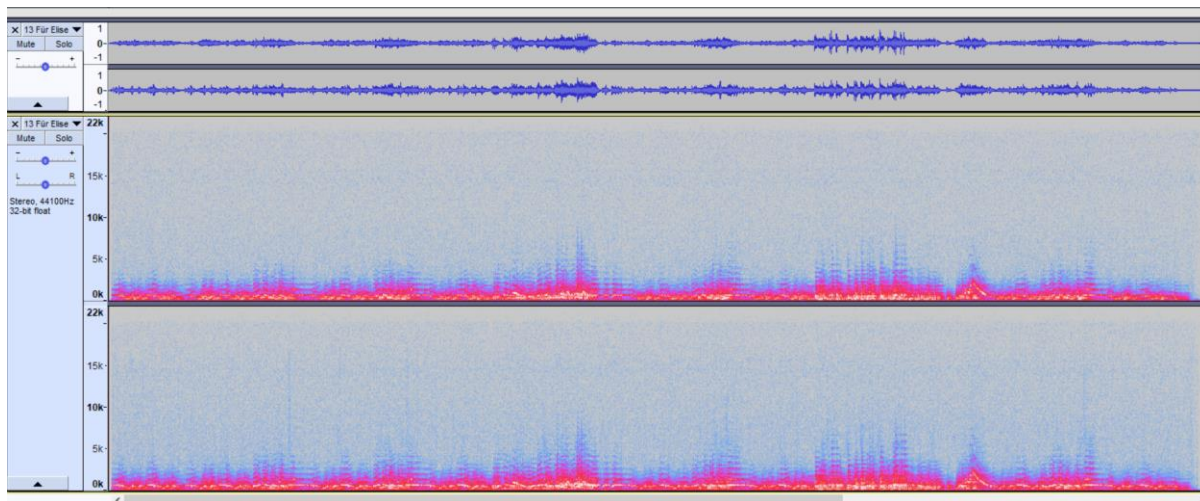 × 13 Für Elise ▼ 1
Mute Solo 0-
- + -1
1
0-
-1
× 13 Für Elise ▼ 22k
Mute Solo
- +
L R 15k-
Stereo, 44100Hz
32-bit float
10k-
5k-
0k
22k
15k-
10k-
5k-
0k